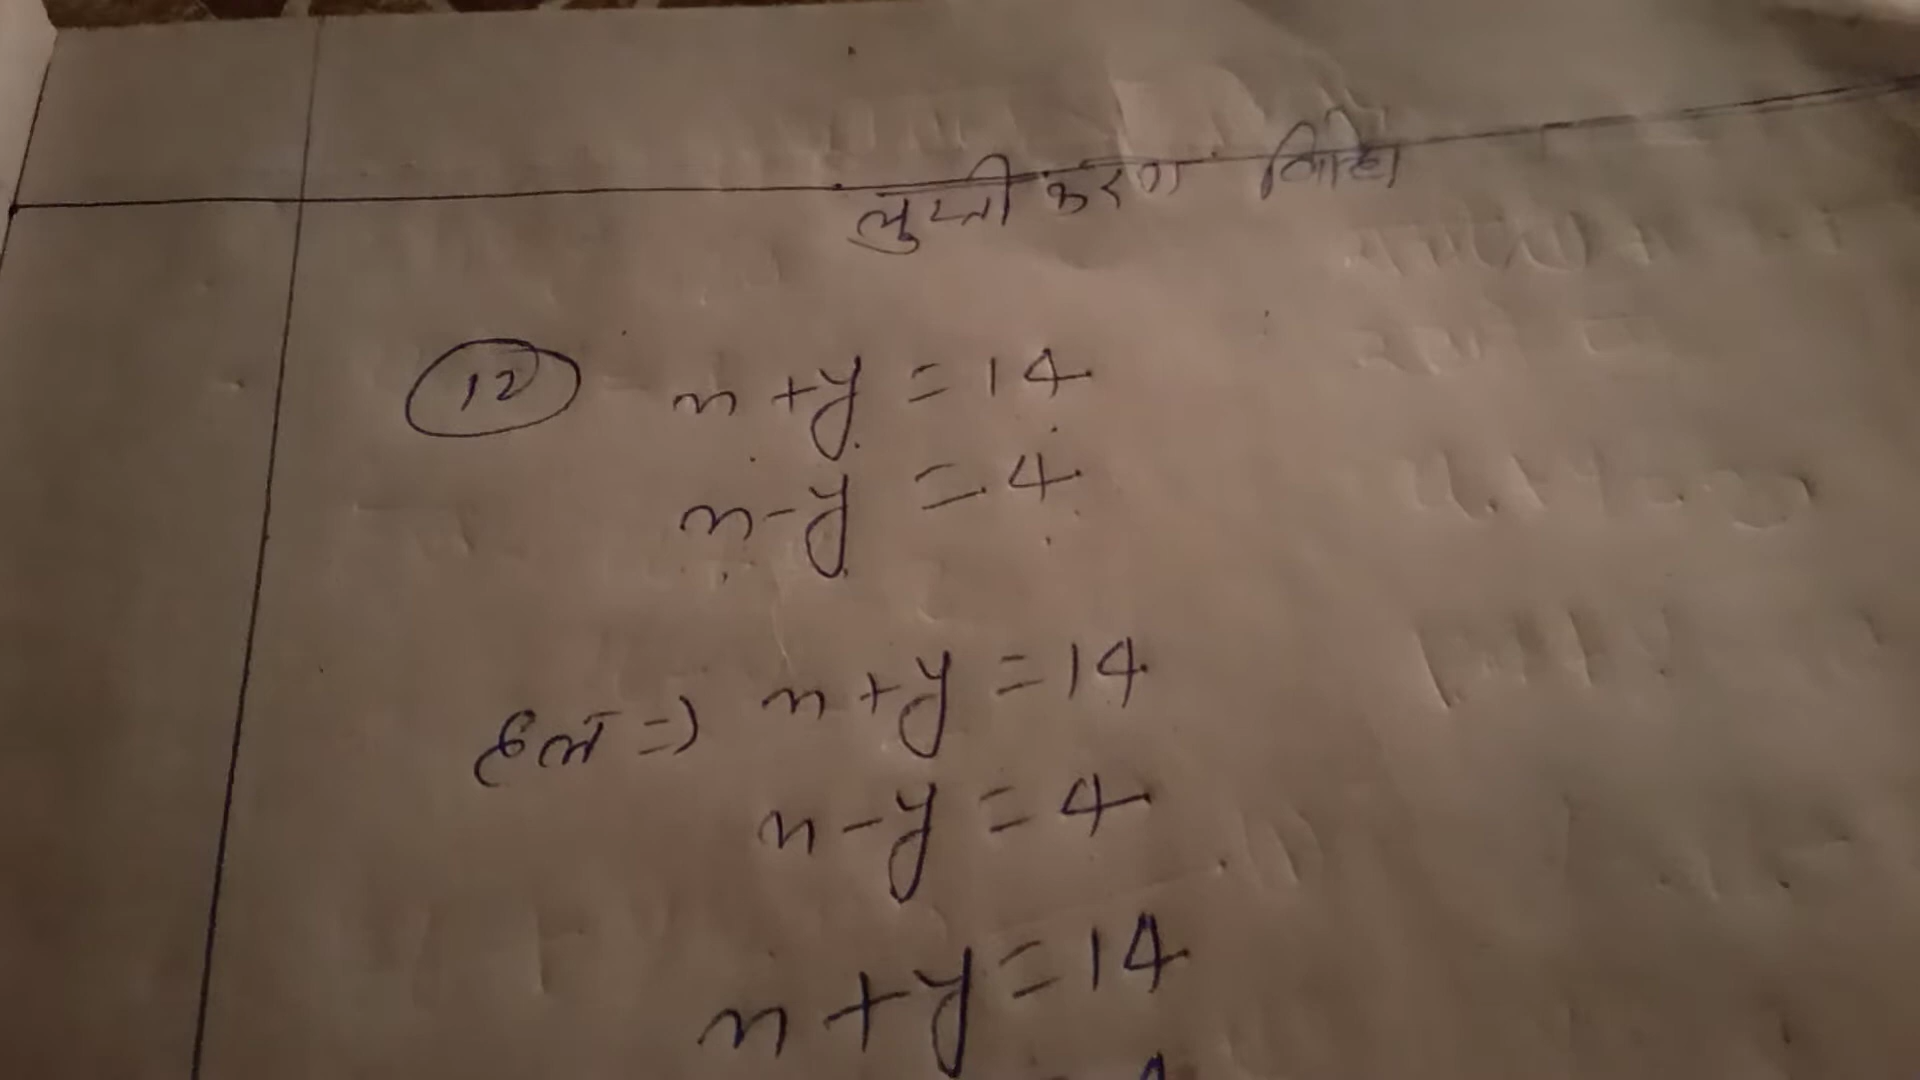 लुप्ती करण विधि
12 x + y = 14
x - y = 4
हल => x + y = 14
x - y = 4
x + y = 14